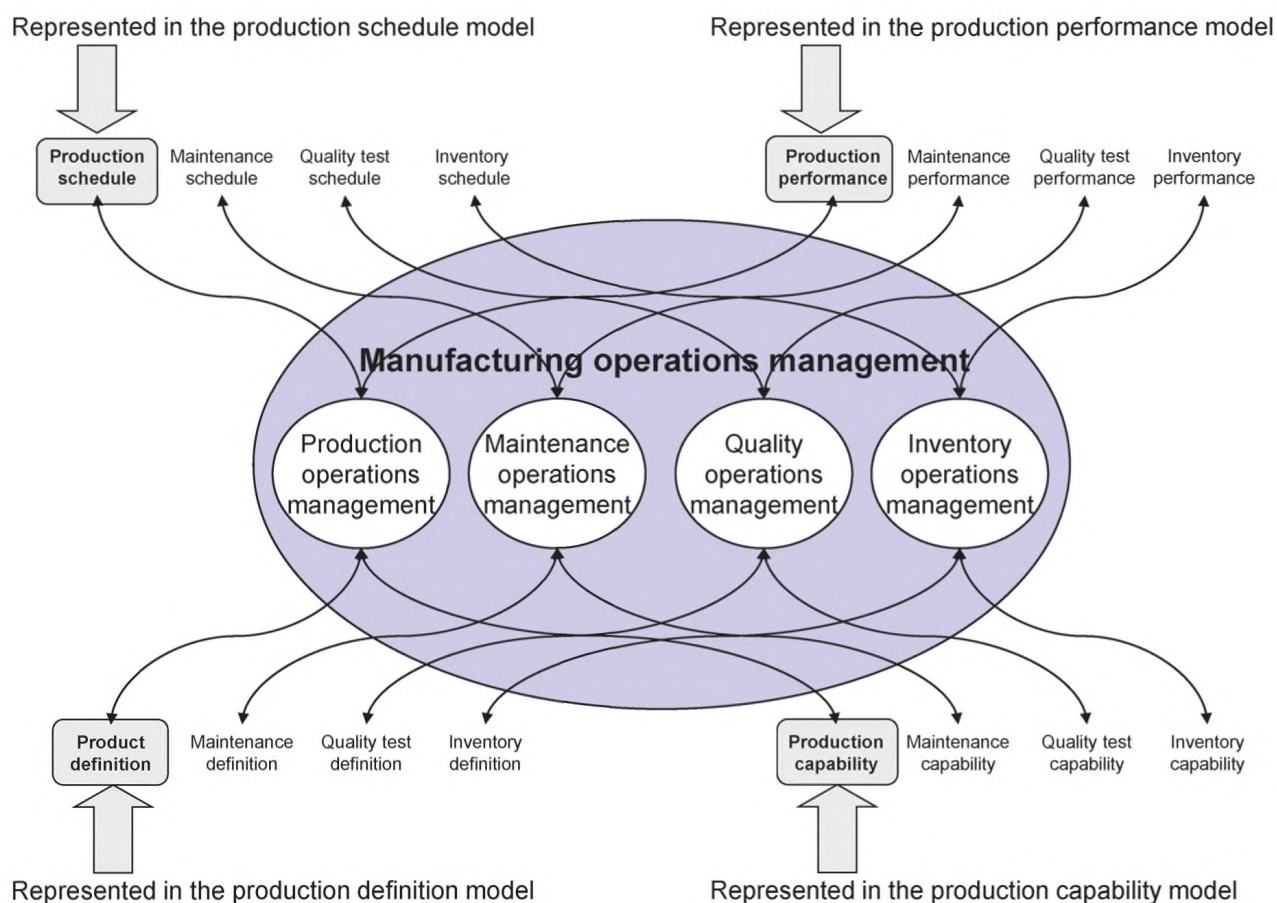 Represented in the production schedule model
Represented in the production performance model
Production
schedule
Maintenance
schedule
Quality test
schedule
Inventory
schedule
Production
performance
Maintenance
performance
Quality test
performance
Inventory
performance
Manufacturing operations management
Production
operations
management
Maintenance
operations
management
Quality
operations
management
Inventory
operations
management
Product
definition
Maintenance
definition
Quality test
definition
Inventory
definition
Production
capability
Maintenance
capability
Quality test
capability
Inventory
capability
Represented in the production definition model
Represented in the production capability model